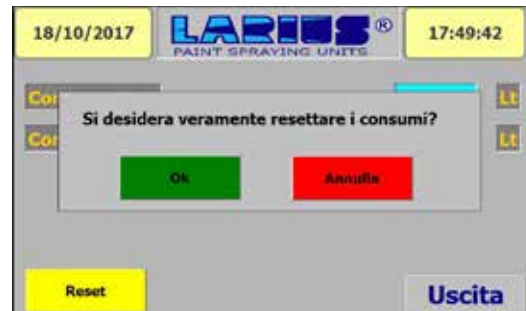 18/10/2017
LARIUS ®
PAINT SPRAYING UNITS
17:49:42
Lt
Si desidera veramente resettare i consumi?
Lt
Ok
Annulla
Reset
Uscita